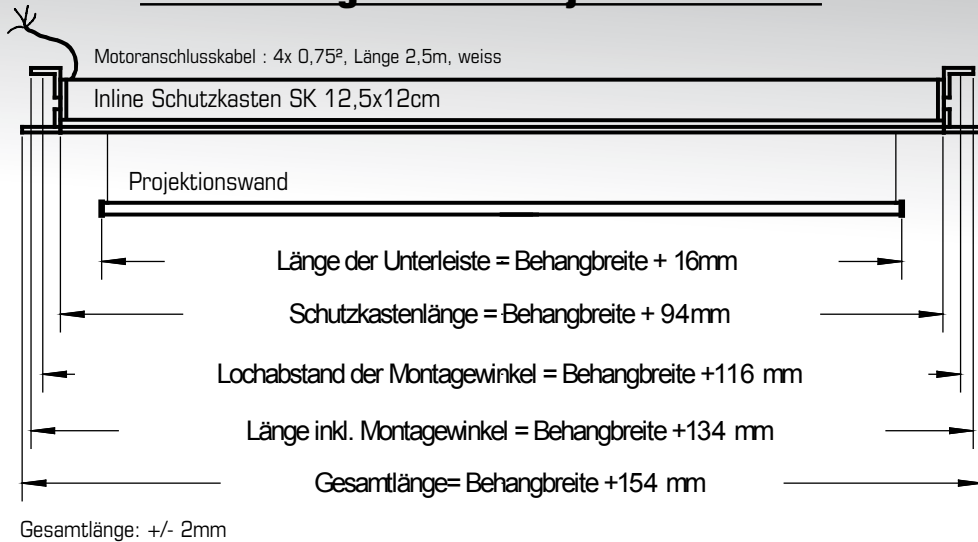 Motoranschlusskabel : 4x 0,75², Länge 2,5m, weiss
Inline Schutzkasten SK 12,5x12cm
Projektionswand
Länge der Unterleiste = Behangbreite + 16mm
Schutzkastenlänge = Behangbreite + 94mm
Lochabstand der Montagewinkel = Behangbreite +116 mm
Länge inkl. Montagewinkel = Behangbreite +134 mm
Gesamtlänge= Behangbreite +154 mm
Gesamtlänge: +/- 2mm